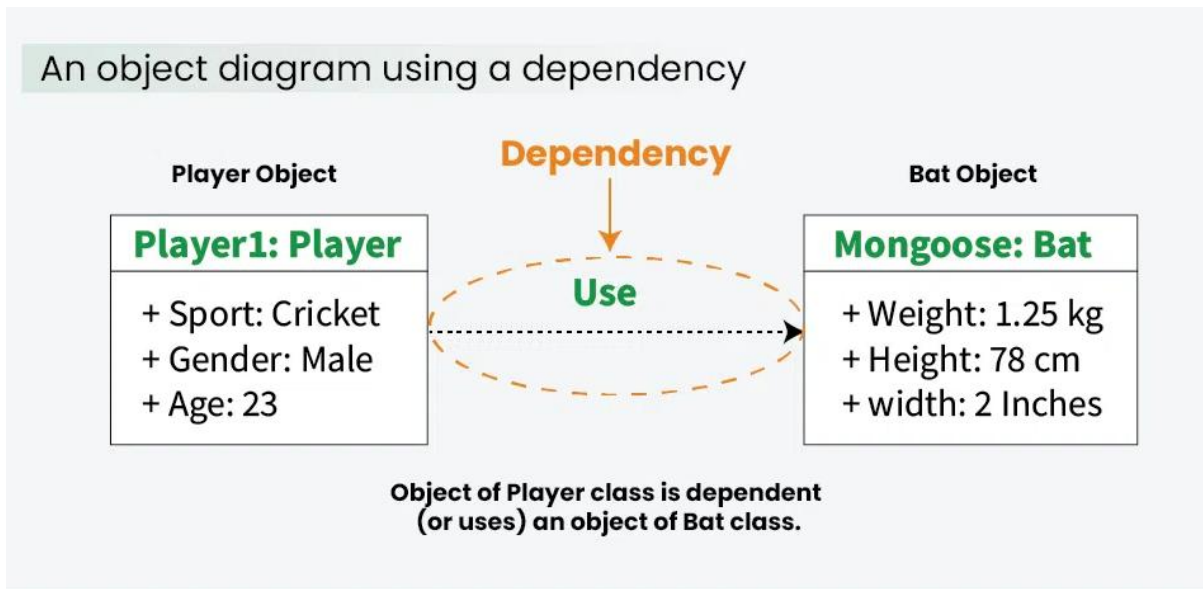 An object diagram using a dependency
Dependency
Player Object
Bat Object
Player1: Player
Mongoose: Bat
Use
+ Sport: Cricket
+ Gender: Male
+ Age: 23
+ Weight: 1.25 kg
+ Height: 78 cm
+ width: 2 Inches
Object of Player class is dependent
(or uses) an object of Bat class.